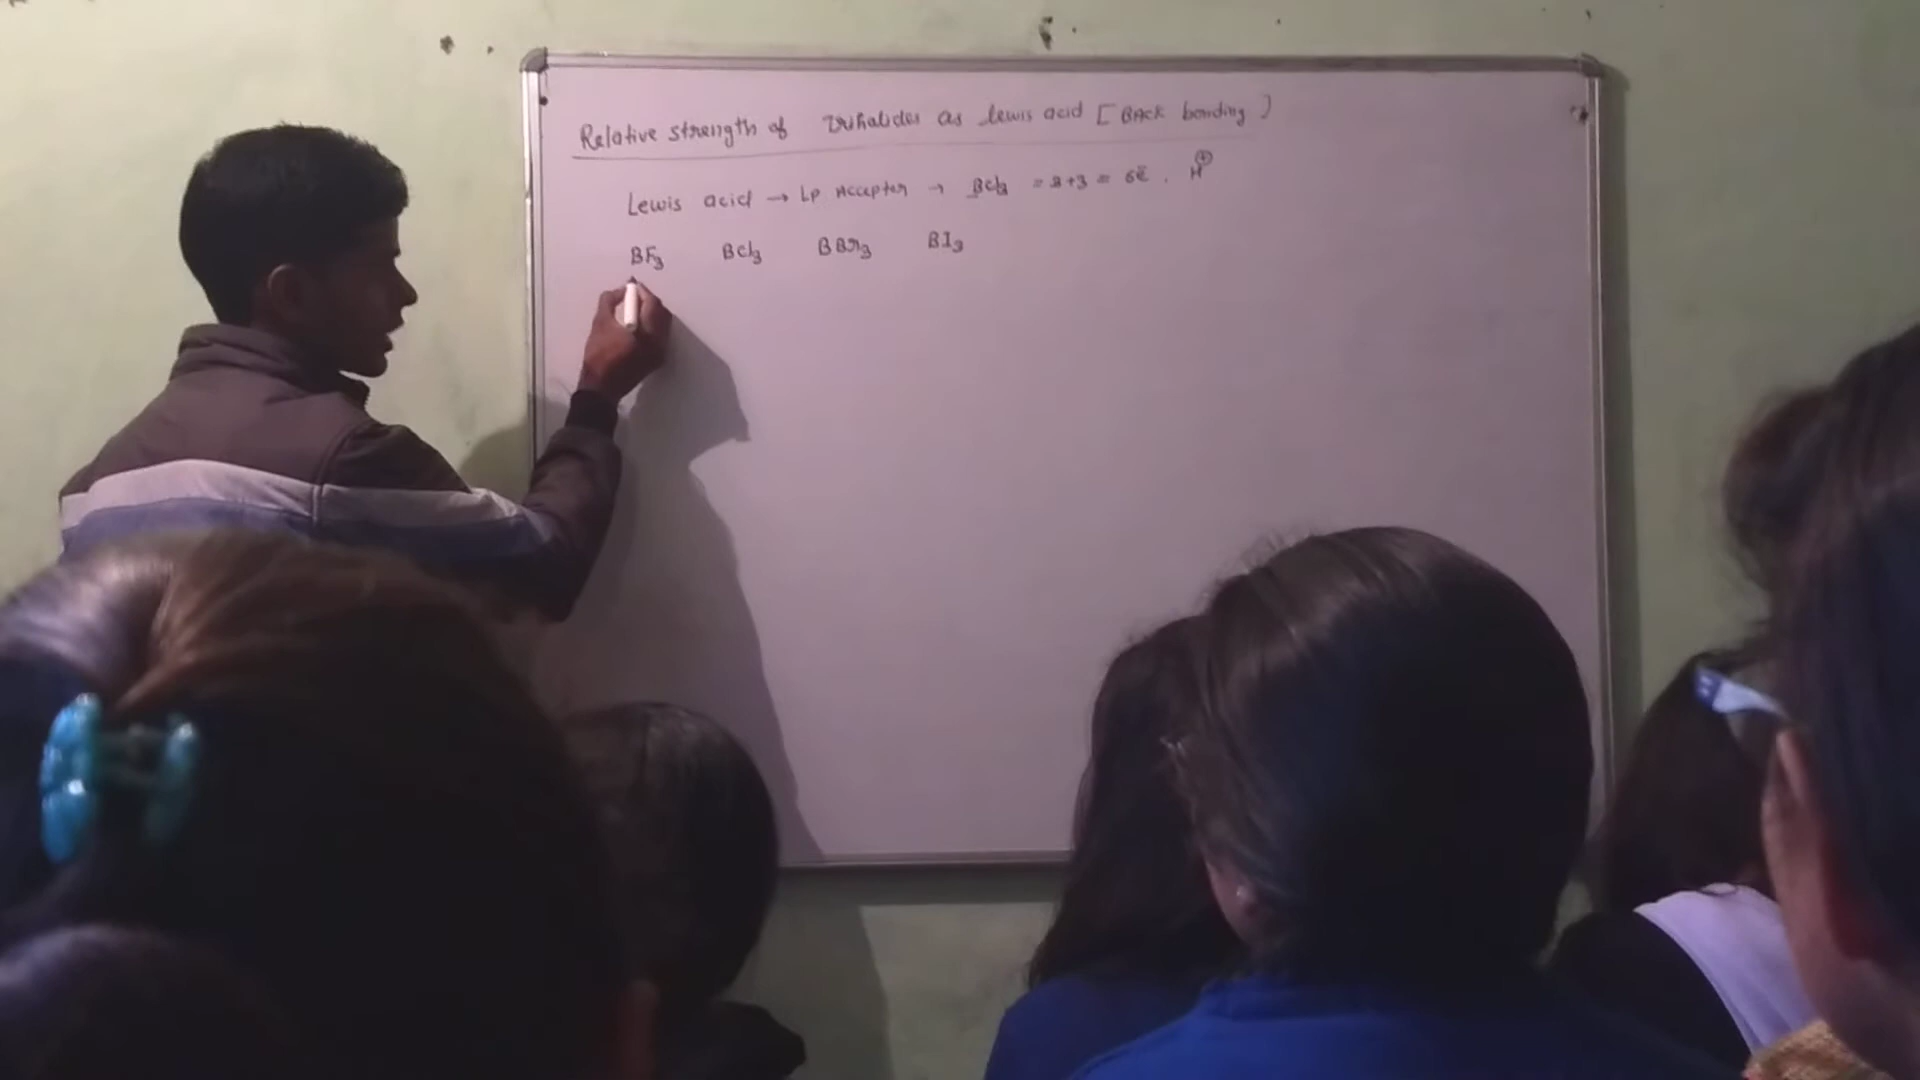 Relative strength of trihalides as lewis acid [BACK bonding]
Lewis acid → Lp Accepter → BCl3 = 3+3 = 6e⁻ . H⊕
BF3 BCl3 BBr3 BI3